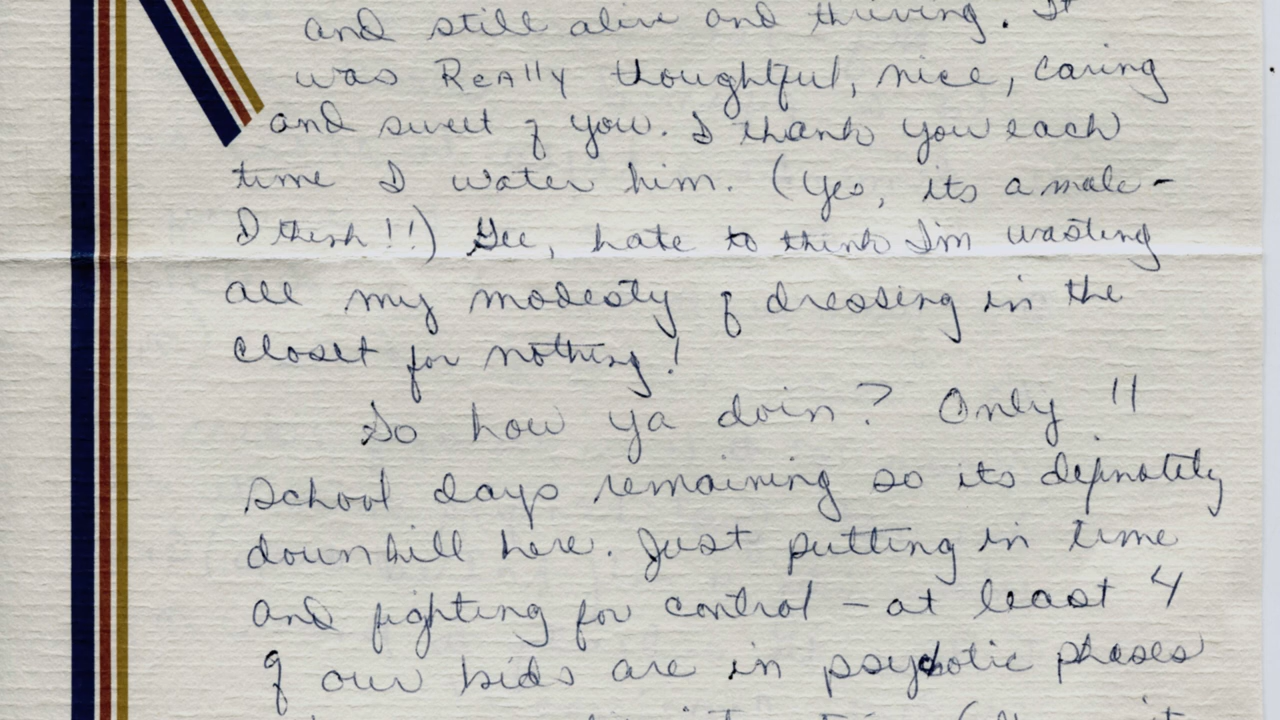 and still alive and thriving. It
was REAllY thoughtful, nice, caring
and sweet of you. I thank you each
time I water him. (Yes, its a male -
I think!!) Gee, hate to think I'm wasting
all my modesty of dressing in the
closet for nothing!
So how ya doin? Only 11
school days remaining so its definately
downhill here. Just putting in time
and fighting for control - at least 4
of our kids are in psychotic phases